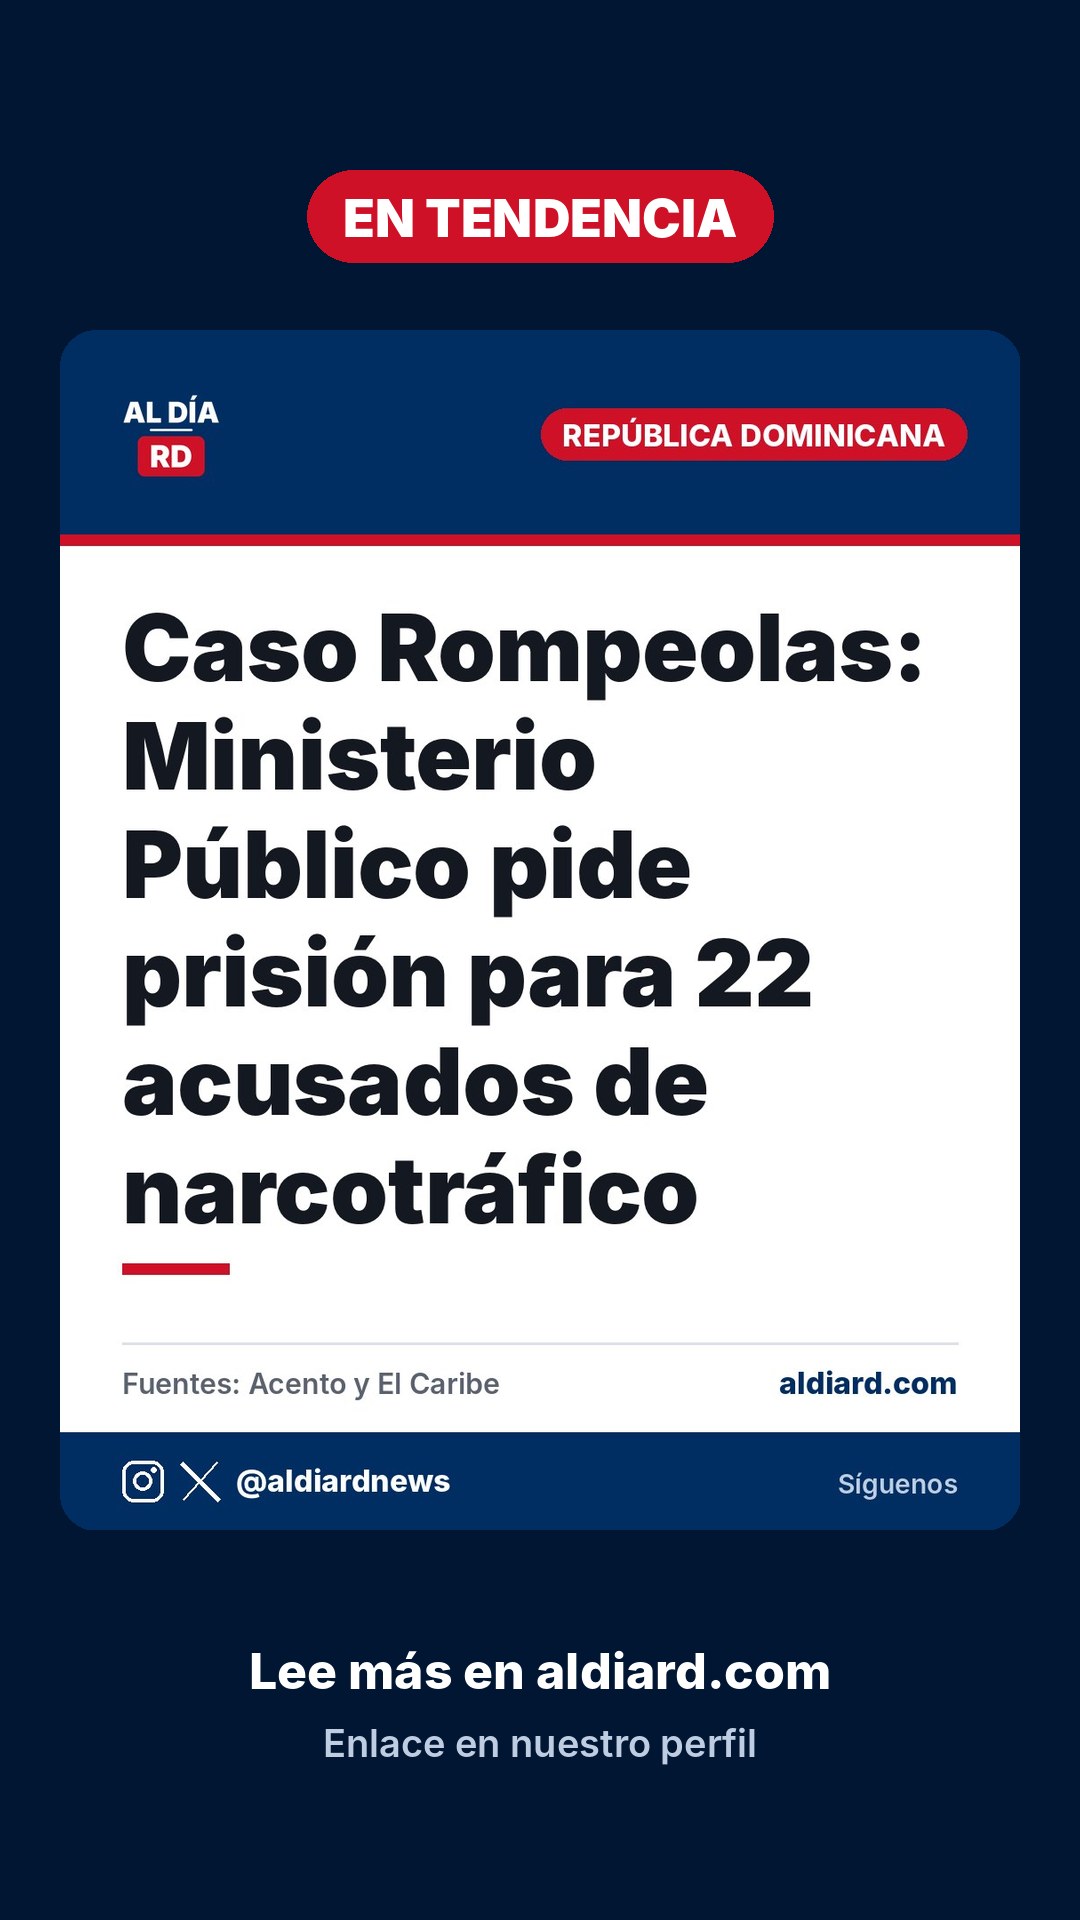 EN TENDENCIA
AL DÍA
RD
REPÚBLICA DOMINICANA
Caso Rompeolas:
Ministerio
Público pide
prisión para 22
acusados de
narcotráfico
Fuentes: Acento y El Caribe
aldiard.com
@aldiardnews
Síguenos
Lee más en aldiard.com
Enlace en nuestro perfil